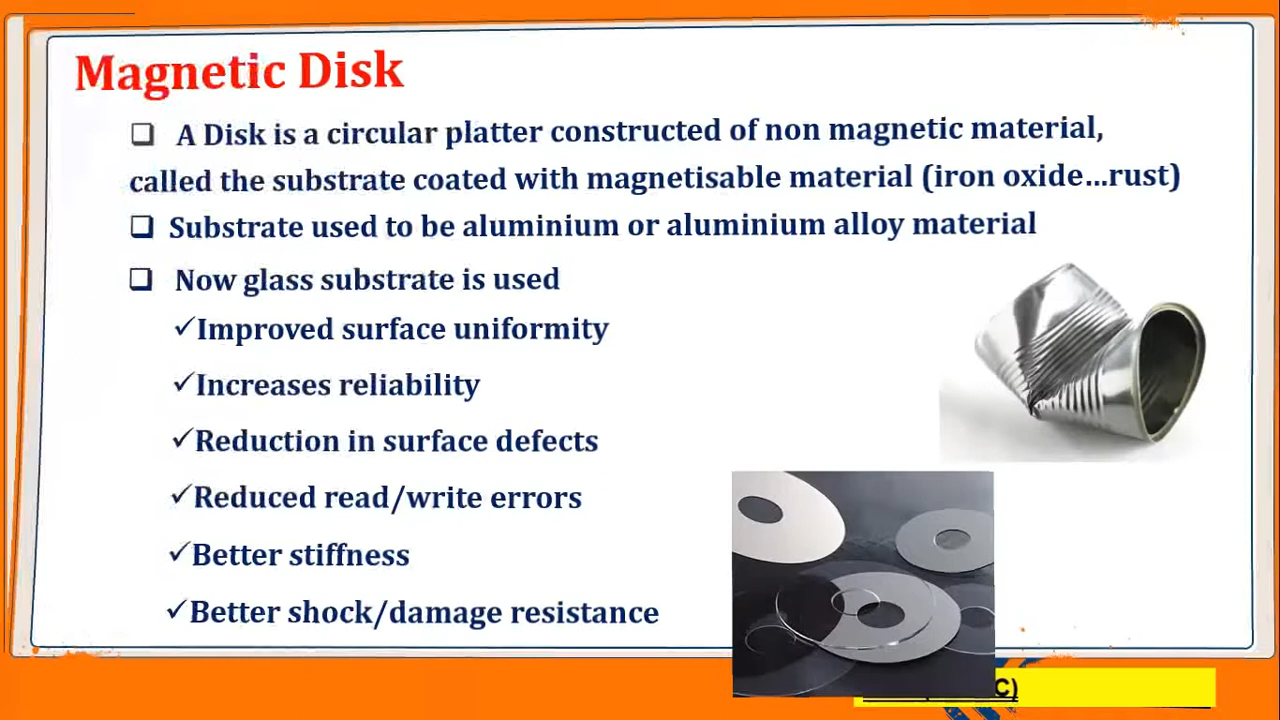 Magnetic Disk
❑ A Disk is a circular platter constructed of non magnetic material,
called the substrate coated with magnetisable material (iron oxide…rust)
❑ Substrate used to be aluminium or aluminium alloy material
❑ Now glass substrate is used
✓Improved surface uniformity
✓Increases reliability
✓Reduction in surface defects
✓Reduced read/write errors
✓Better stiffness
✓Better shock/damage resistance